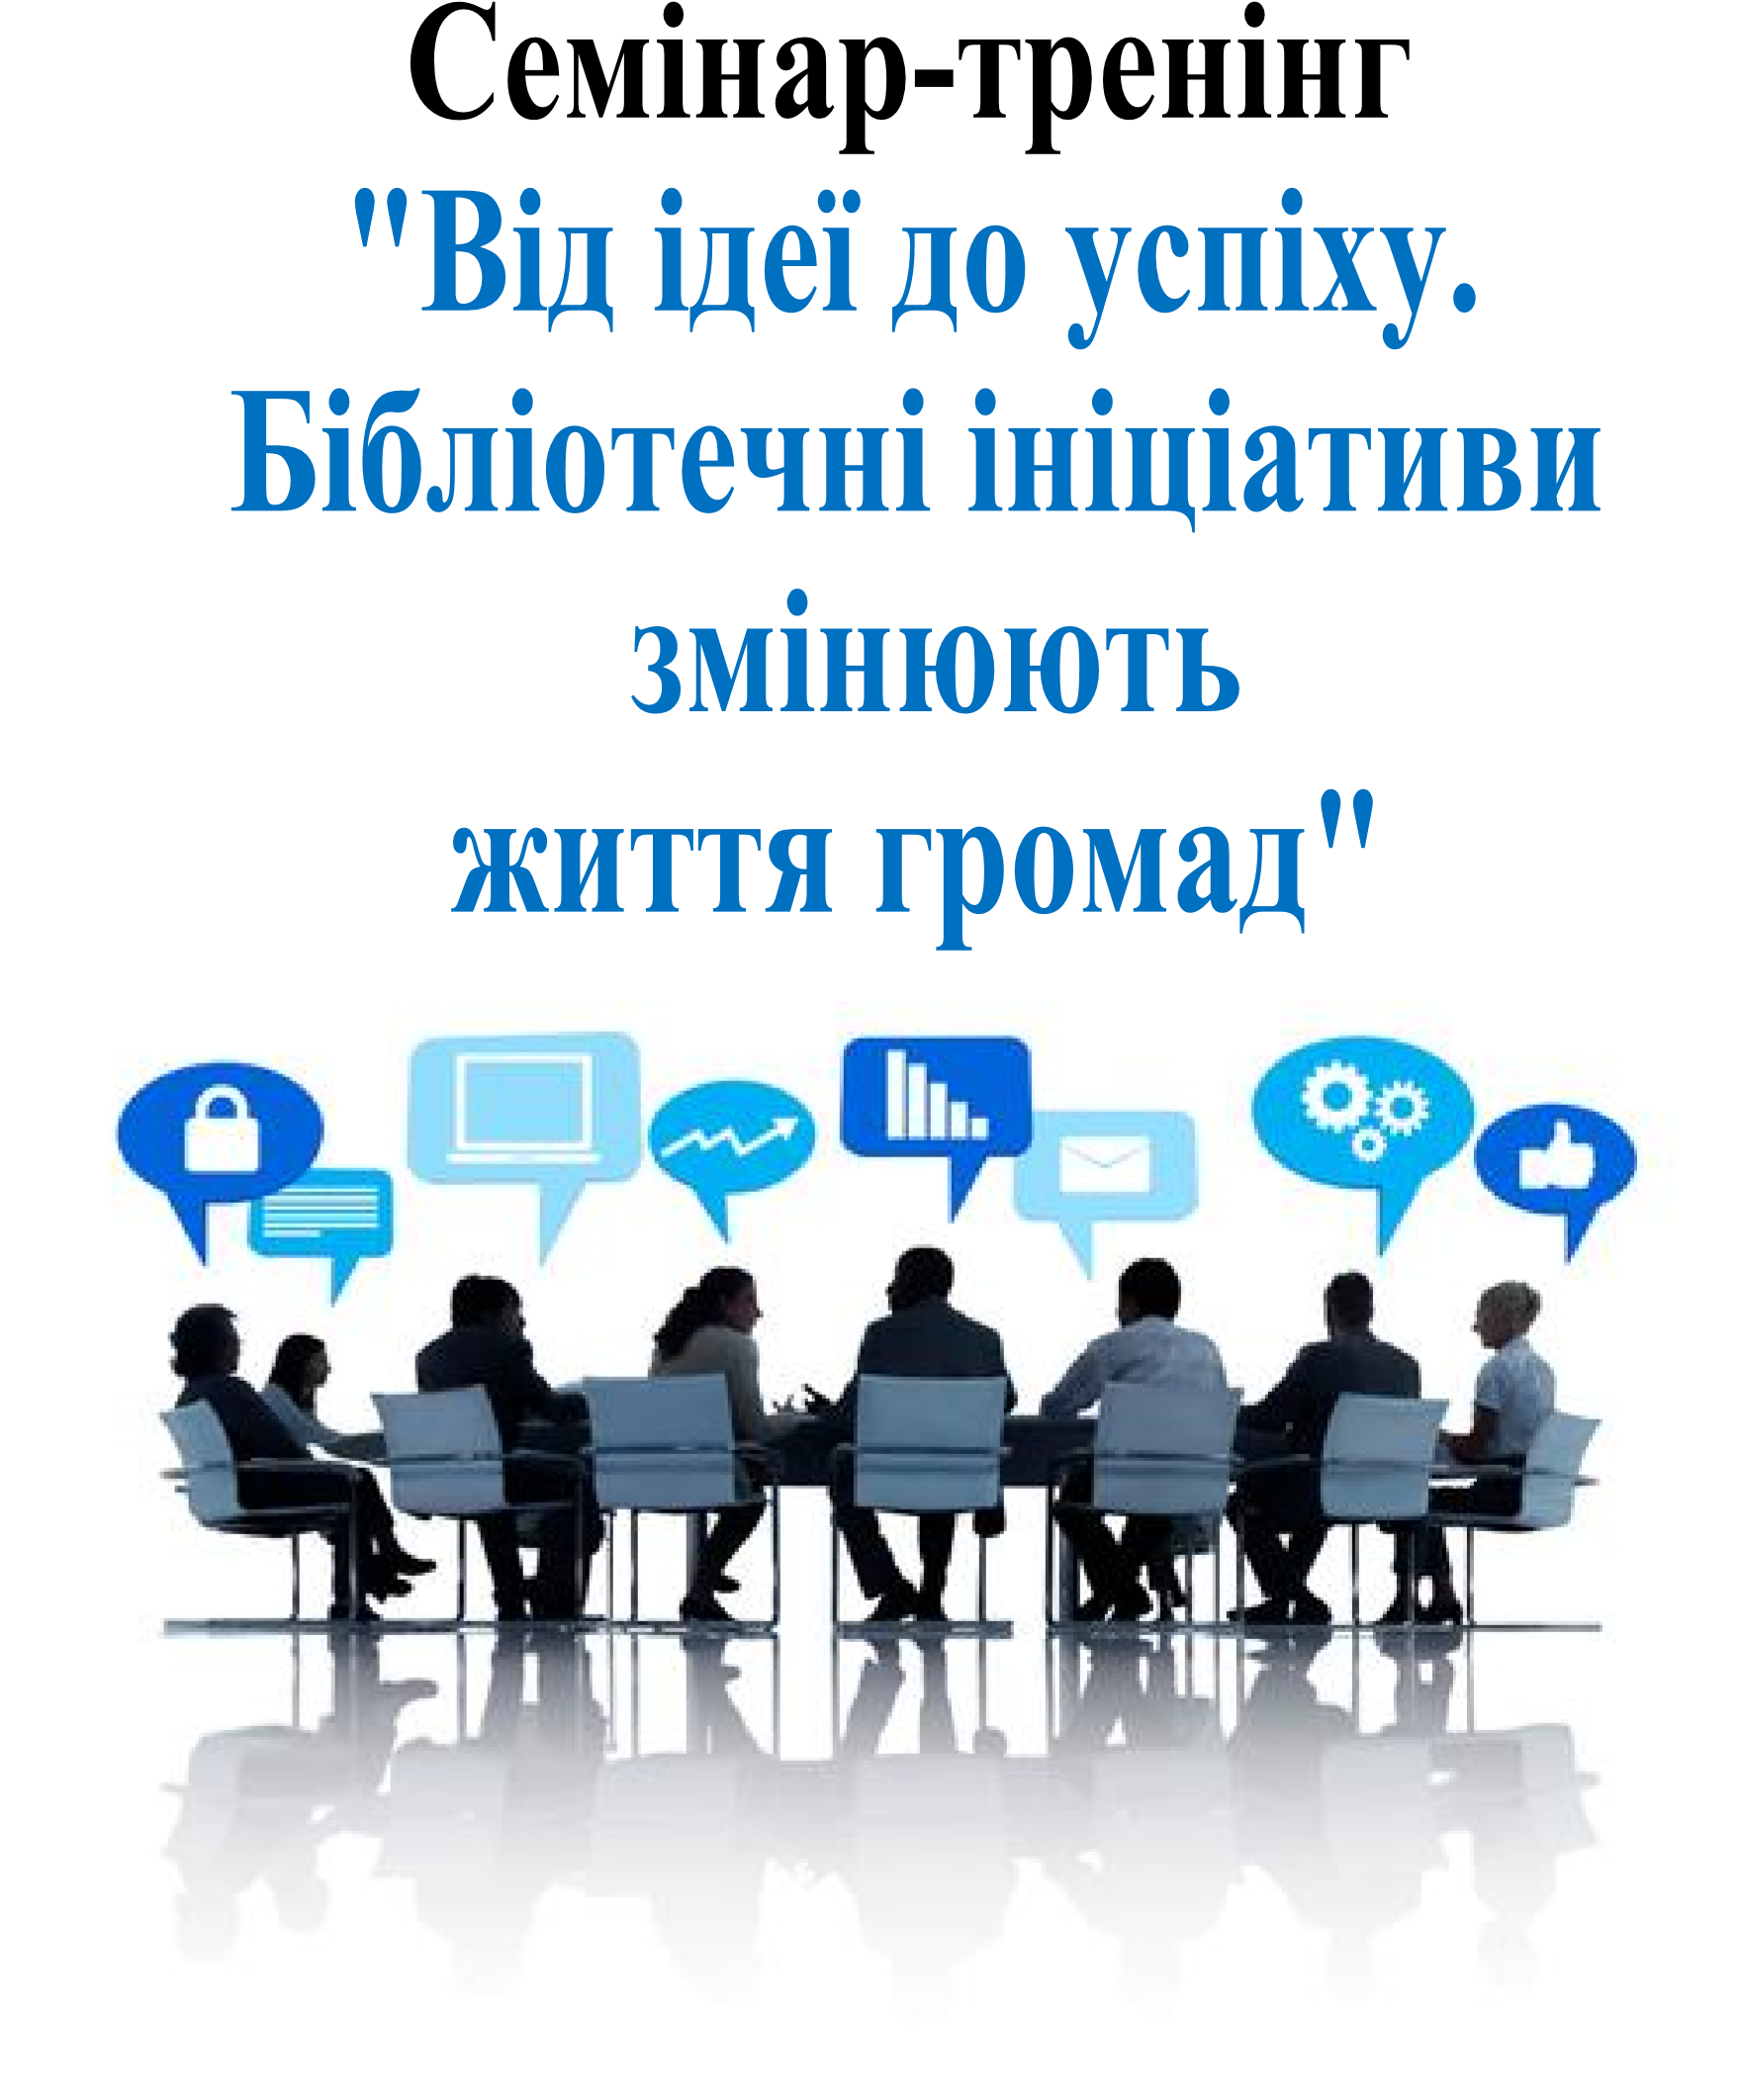 Семінар-тренінг
"Від ідеї до успіху.
Бібліотечні ініціативи
змінюють
життя громад"